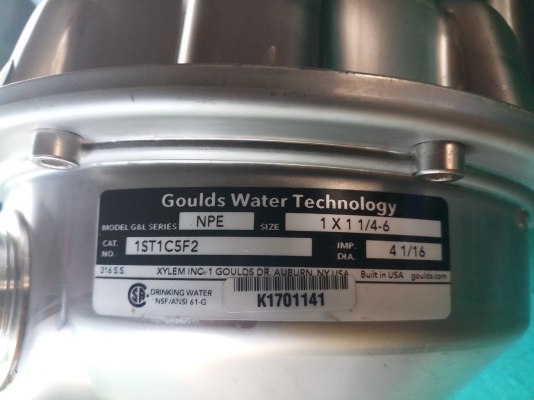 Goulds Water Technology
MODEL G&L SERIES NPE SIZE 1 X 1 1/4-6
CAT. NO. 1ST1C5F2 IMP. DIA. 4 1/16
316 S.S. XYLEM INC. 1 GOULDS DR. AUBURN, NY USA Built in USA goulds.com
DRINKING WATER
NSF/ANSI 61-G
K1701141